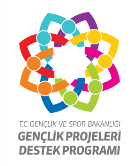 T.C. GENÇLİK VE SPOR BAKANLIĞI
GENÇLİK PROJELERİ
DESTEK PROGRAMI